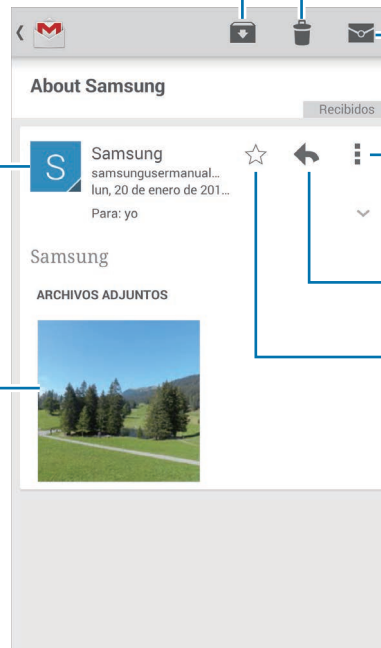 About Samsung
Recibidos
S
Samsung
samsungusermanual...
lun, 20 de enero de 201...
Para: yo
Samsung
ARCHIVOS ADJUNTOS